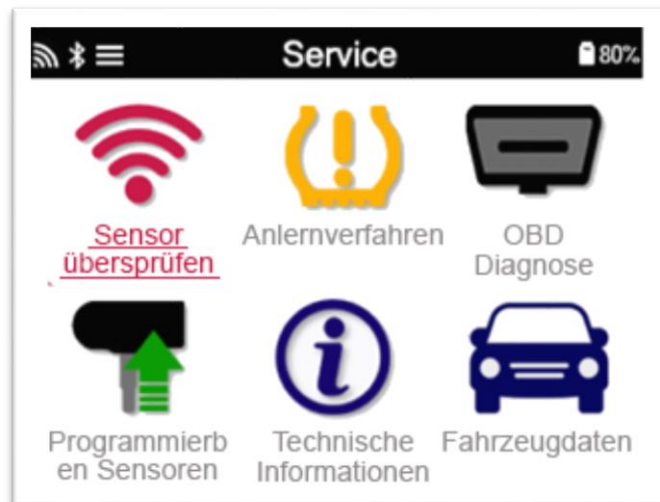 Service
80%
Sensor
übersprüfen
Anlernverfahren
OBD
Diagnose
Programmierb
en Sensoren
Technische
Informationen
Fahrzeugdaten